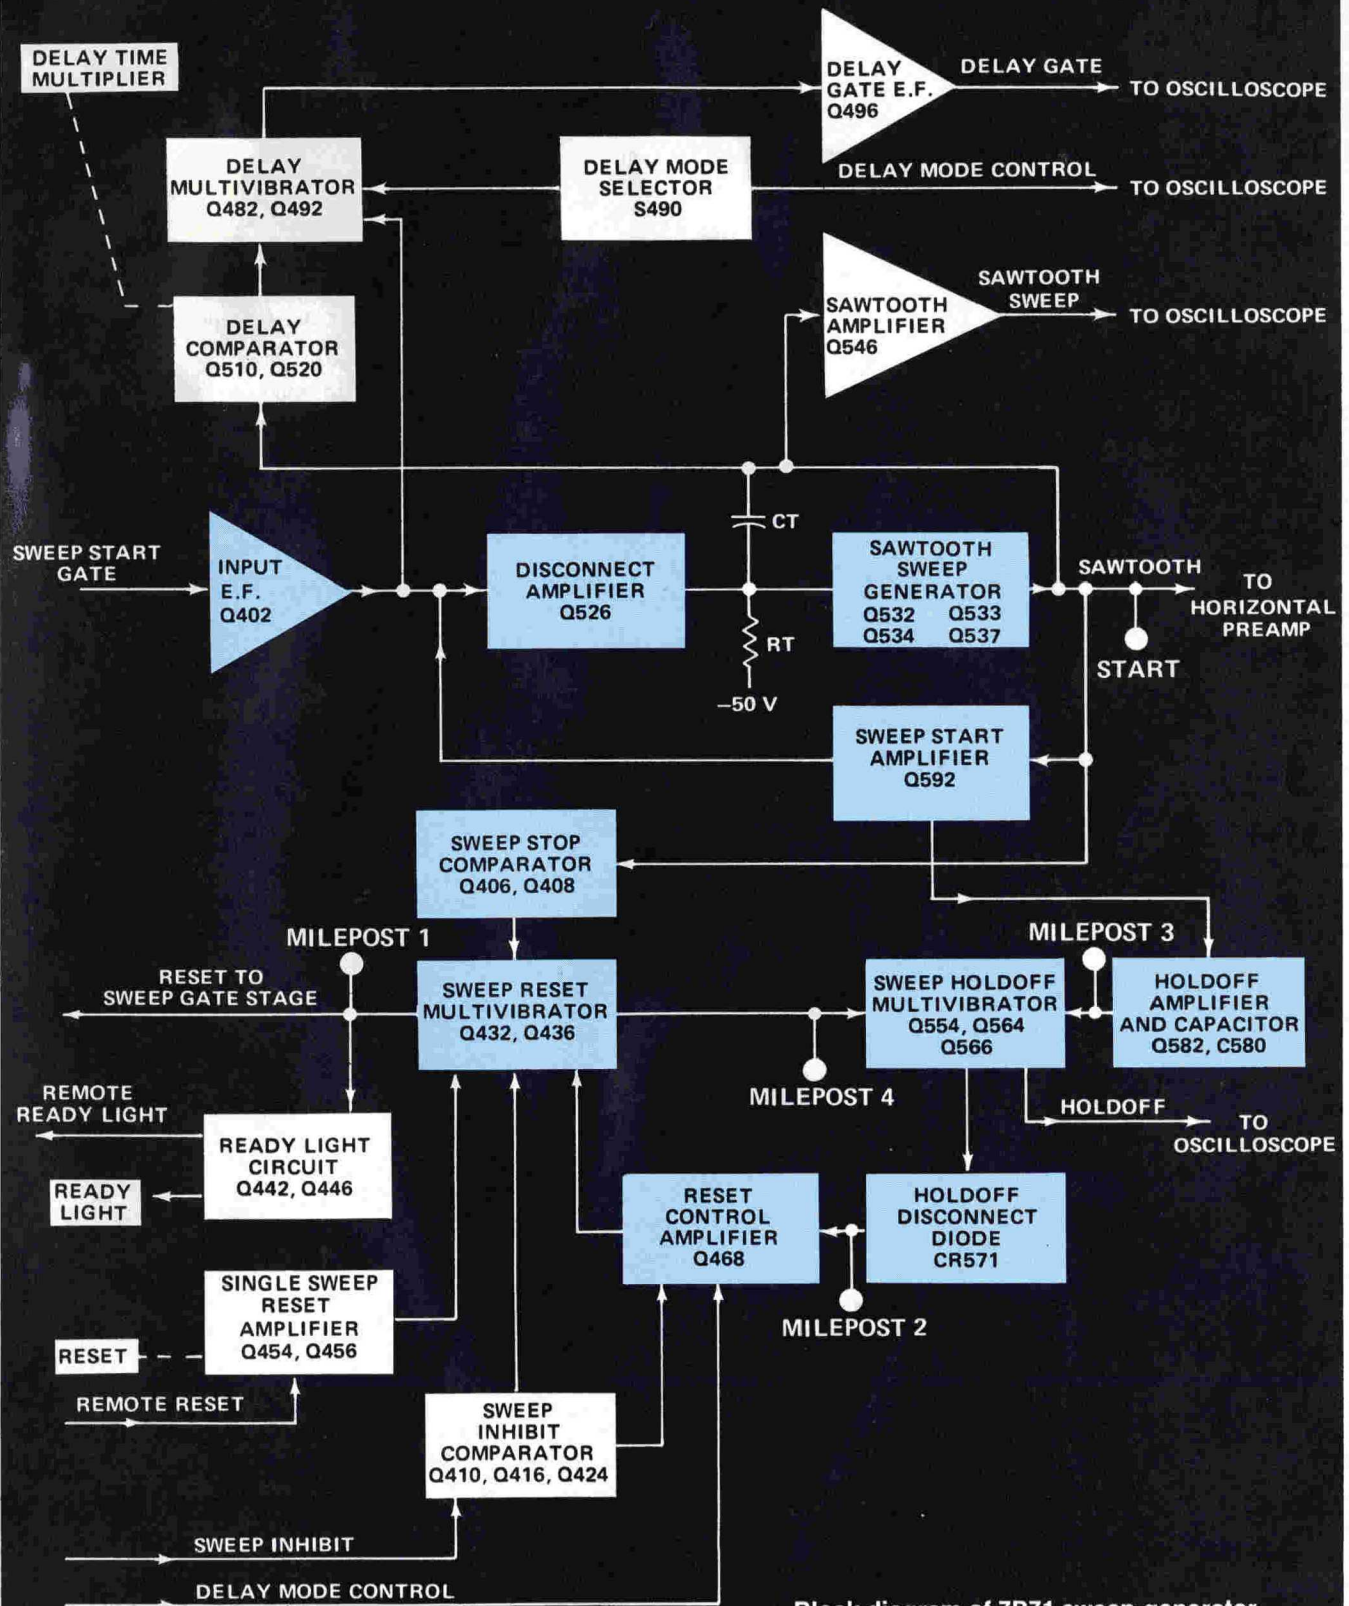 DELAY TIME
MULTIPLIER
DELAY
GATE E.F.
Q496
DELAY GATE
TO OSCILLOSCOPE
DELAY
MULTIVIBRATOR
Q482, Q492
DELAY MODE
SELECTOR
S490
DELAY MODE CONTROL
TO OSCILLOSCOPE
DELAY
COMPARATOR
Q510, Q520
SAWTOOTH
AMPLIFIER
Q546
SAWTOOTH
SWEEP
TO OSCILLOSCOPE
CT
SWEEP START
GATE
INPUT
E.F.
Q402
DISCONNECT
AMPLIFIER
Q526
SAWTOOTH
SWEEP
GENERATOR
Q532 Q533
Q534 Q537
SAWTOOTH
TO
HORIZONTAL
PREAMP
RT
−50 V
START
SWEEP START
AMPLIFIER
Q592
SWEEP STOP
COMPARATOR
Q406, Q408
MILEPOST 1
MILEPOST 3
RESET TO
SWEEP GATE STAGE
SWEEP RESET
MULTIVIBRATOR
Q432, Q436
SWEEP HOLDOFF
MULTIVIBRATOR
Q554, Q564
Q566
HOLDOFF
AMPLIFIER
AND CAPACITOR
Q582, C580
MILEPOST 4
REMOTE
READY LIGHT
HOLDOFF
TO
OSCILLOSCOPE
READY LIGHT
CIRCUIT
Q442, Q446
READY
LIGHT
RESET
CONTROL
AMPLIFIER
Q468
HOLDOFF
DISCONNECT
DIODE
CR571
MILEPOST 2
SINGLE SWEEP
RESET
AMPLIFIER
Q454, Q456
RESET
REMOTE RESET
SWEEP
INHIBIT
COMPARATOR
Q410, Q416, Q424
SWEEP INHIBIT
DELAY MODE CONTROL
Block diagram of 7B71 sweep generator